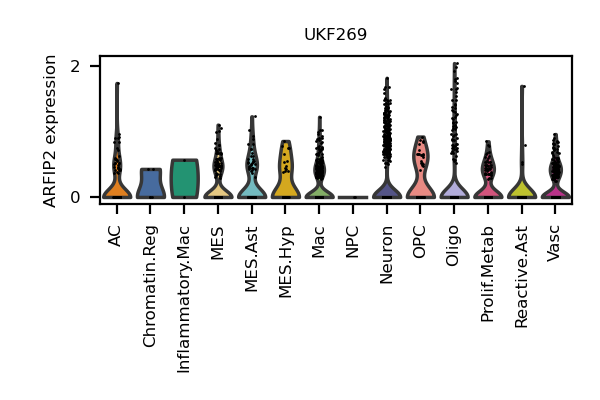 UKF269
ARFIP2 expression
2
0
AC
Chromatin.Reg
Inflammatory.Mac
MES
MES.Ast
MES.Hyp
Mac
NPC
Neuron
OPC
Oligo
Prolif.Metab
Reactive.Ast
Vasc